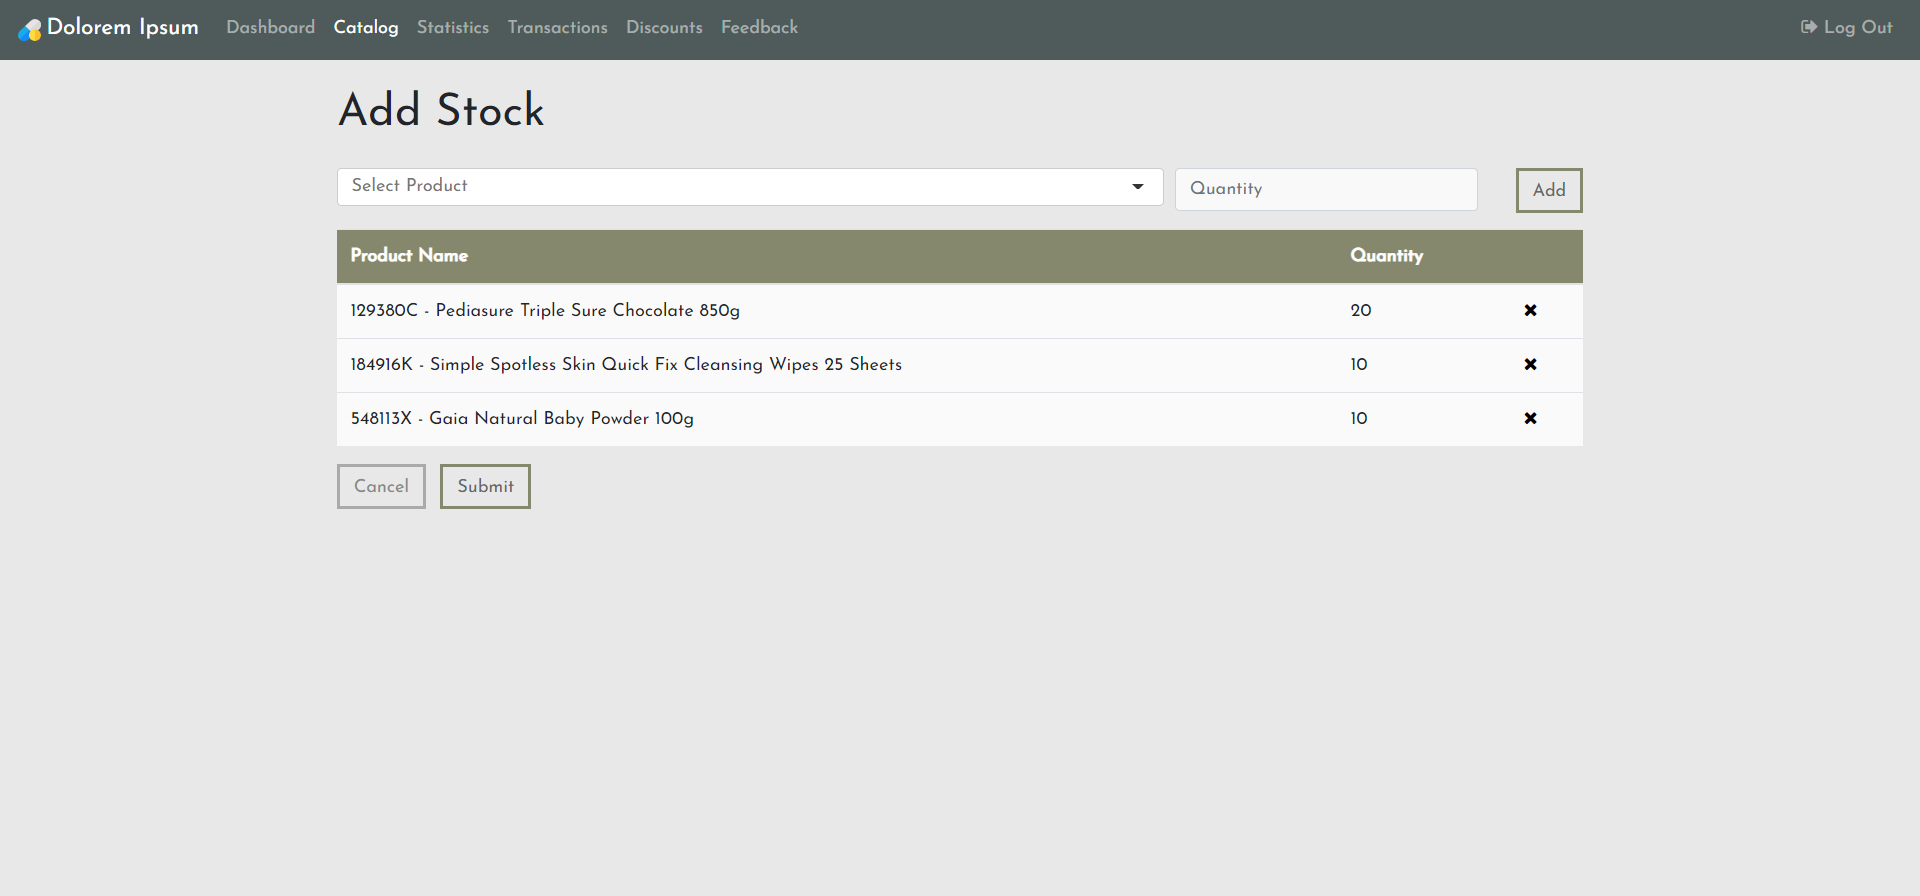 Dolorem Ipsum Dashboard Catalog Statistics Transactions Discounts Feedback Log Out
Add Stock
Select Product Quantity Add
Product Name Quantity
129380C - Pediasure Triple Sure Chocolate 850g 20
184916K - Simple Spotless Skin Quick Fix Cleansing Wipes 25 Sheets 10
548113X - Gaia Natural Baby Powder 100g 10
Cancel Submit